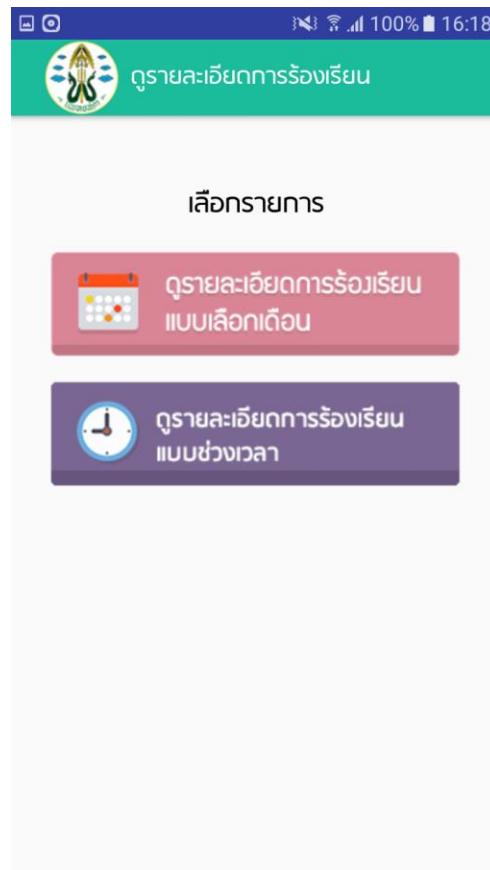 100% 16:18
ดูรายละเอียดการร้องเรียน
เลือกรายการ
ดูรายละเอียดการร้องเรียน
แบบเลือกเดือน
ดูรายละเอียดการร้องเรียน
แบบช่วงเวลา